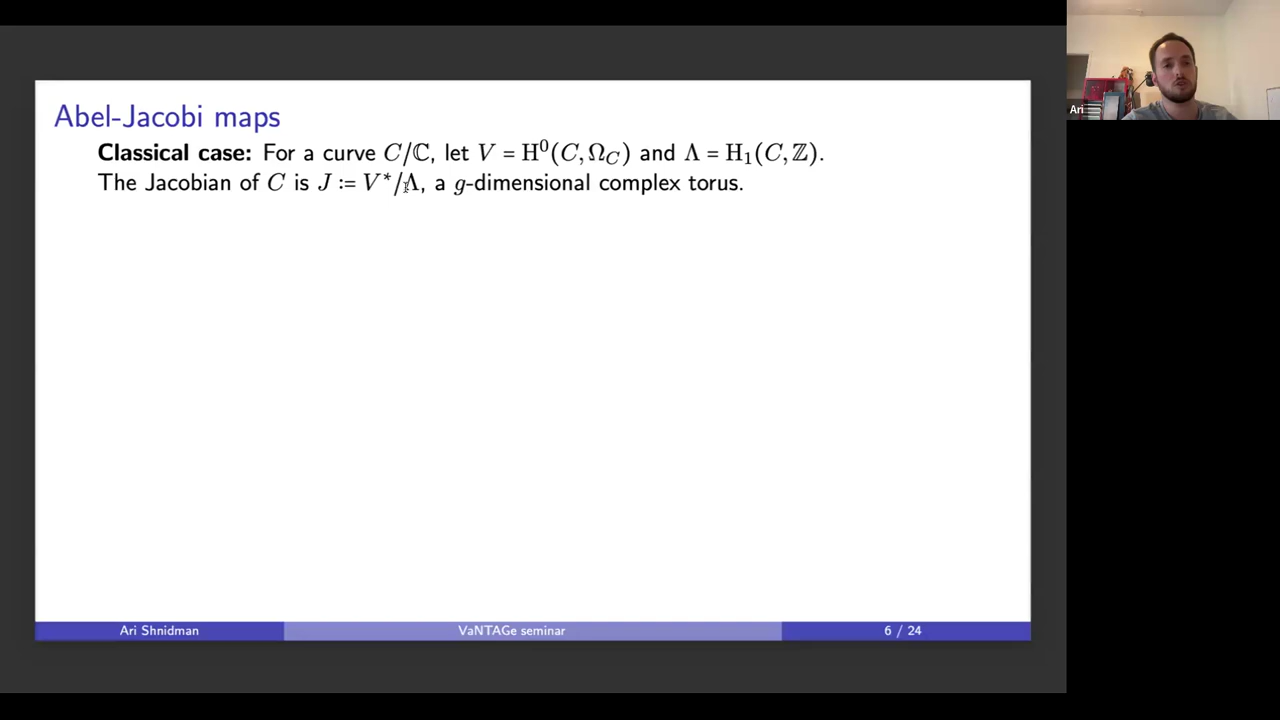 Abel-Jacobi maps
Classical case: For a curve C/ℂ, let V = H⁰(C, Ω_C) and Λ = H₁(C, ℤ).
The Jacobian of C is J := V*/Λ, a g-dimensional complex torus.
Ari Shnidman VaNTAGe seminar 6 / 24
Ari